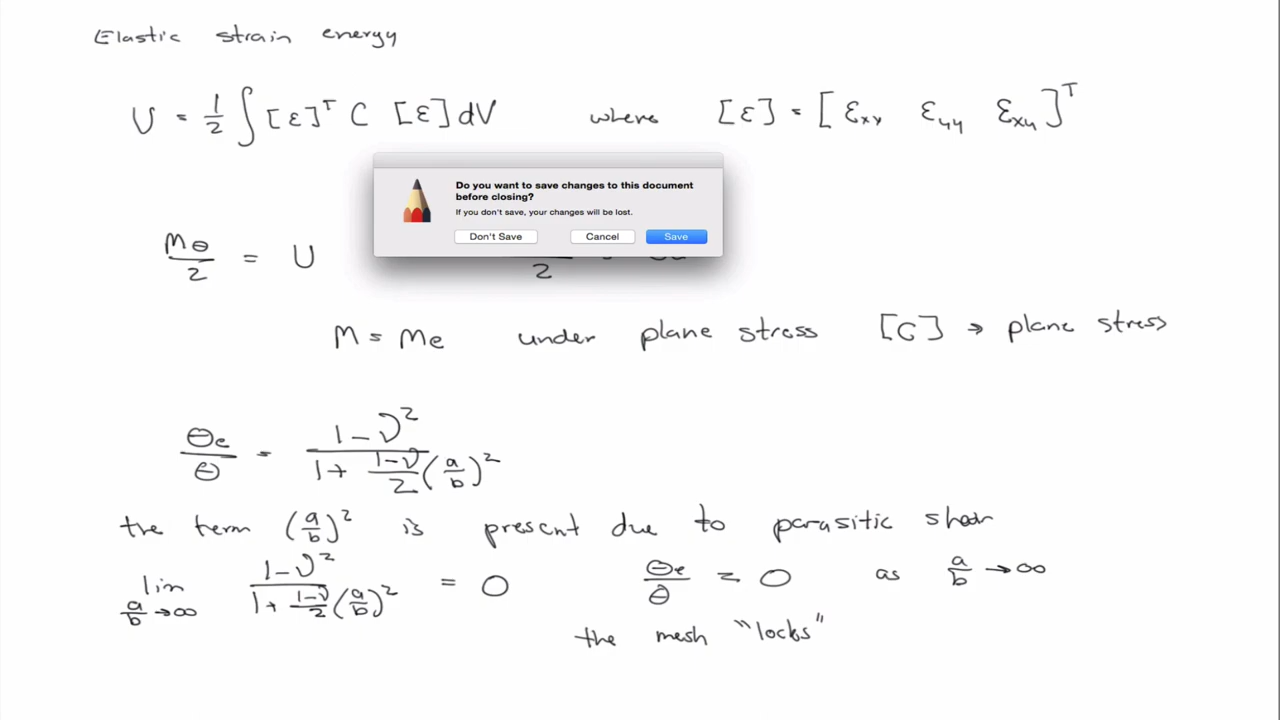 Elastic strain energy
U = 1/2 ∫ [ε]ᵀ C [ε] dV where [ε] = [εxx εyy εxy]ᵀ
Do you want to save changes to this document
before closing?
If you don't save, your changes will be lost.
Don't Save Cancel Save
Mθ/2 = U
2
M = Me under plane stress [C] → plane stress
θe/θ = (1-ν²)/(1+ (1-ν)/2 (a/b)²)
the term (a/b)² is present due to parasitic shear
lim a/b→∞ (1-ν²)/(1+ (1-ν)/2 (a/b)²) = 0 θe/θ = 0 as a/b → ∞
the mesh "locks"